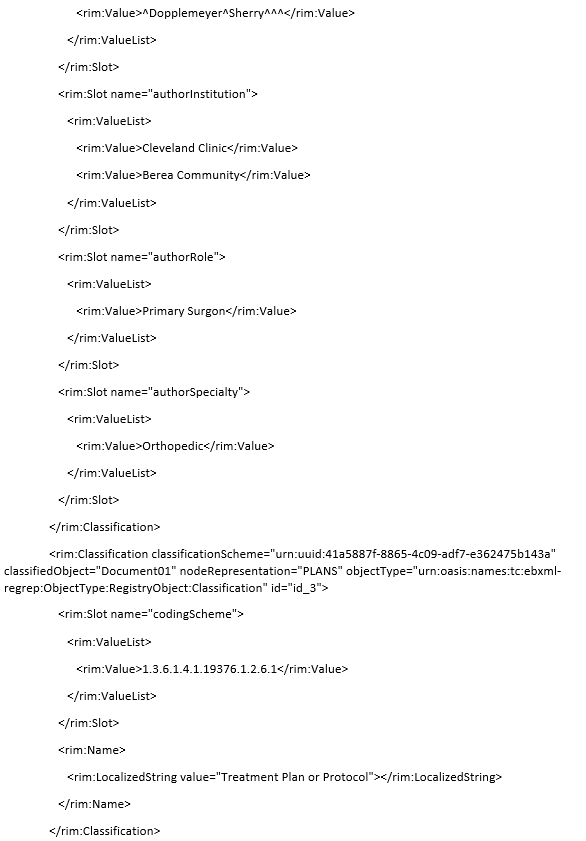 <rim:Value>^Dopplemeyer^Sherry^^^</rim:Value>
</rim:ValueList>
</rim:Slot>
<rim:Slot name="authorInstitution">
<rim:ValueList>
<rim:Value>Cleveland Clinic</rim:Value>
<rim:Value>Berea Community</rim:Value>
</rim:ValueList>
</rim:Slot>
<rim:Slot name="authorRole">
<rim:ValueList>
<rim:Value>Primary Surgon</rim:Value>
</rim:ValueList>
</rim:Slot>
<rim:Slot name="authorSpecialty">
<rim:ValueList>
<rim:Value>Orthopedic</rim:Value>
</rim:ValueList>
</rim:Slot>
</rim:Classification>
<rim:Classification classificationScheme="urn:uuid:41a5887f-8865-4c09-adf7-e362475b143a"
classifiedObject="Document01" nodeRepresentation="PLANS" objectType="urn:oasis:names:tc:ebxml-
regrep:ObjectType:RegistryObject:Classification" id="id_3">
<rim:Slot name="codingScheme">
<rim:ValueList>
<rim:Value>1.3.6.1.4.1.19376.1.2.6.1</rim:Value>
</rim:ValueList>
</rim:Slot>
<rim:Name>
<rim:LocalizedString value="Treatment Plan or Protocol"></rim:LocalizedString>
</rim:Name>
</rim:Classification>